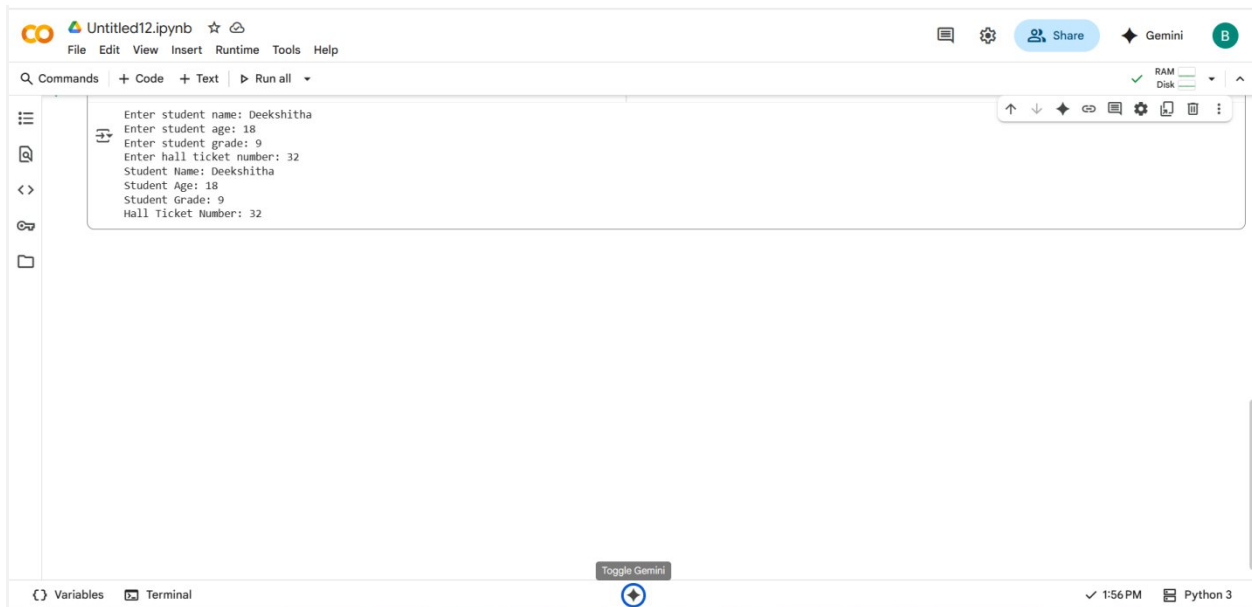 Untitled12.ipynb
File Edit View Insert Runtime Tools Help
Share
Gemini
B
Commands + Code + Text Run all
RAM
Disk
Enter student name: Deekshitha
Enter student age: 18
Enter student grade: 9
Enter hall ticket number: 32
Student Name: Deekshitha
Student Age: 18
Student Grade: 9
Hall Ticket Number: 32
Toggle Gemini
{} Variables Terminal 1:56 PM Python 3